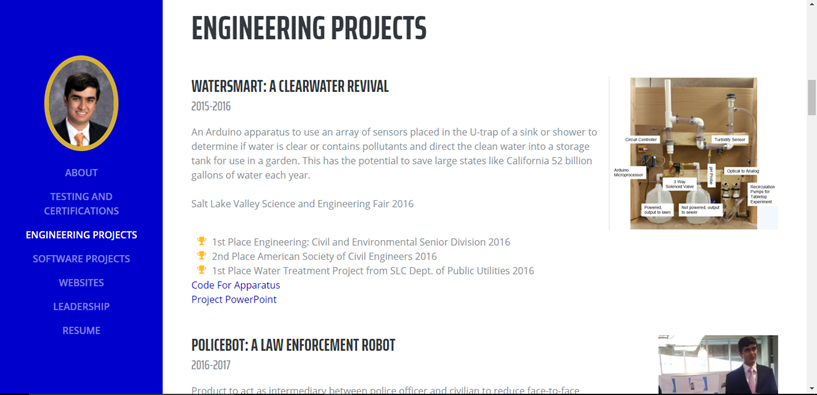 ABOUT
TESTING AND
CERTIFICATIONS
ENGINEERING PROJECTS
SOFTWARE PROJECTS
WEBSITES
LEADERSHIP
RESUME
ENGINEERING PROJECTS
WATERSMART: A CLEARWATER REVIVAL
2015-2016
An Arduino apparatus to use an array of sensors placed in the U-trap of a sink or shower to
determine if water is clear or contains pollutants and direct the clean water into a storage
tank for use in a garden. This has the potential to save large states like California 52 billion
gallons of water each year.
Salt Lake Valley Science and Engineering Fair 2016
1st Place Engineering: Civil and Environmental Senior Division 2016
2nd Place American Society of Civil Engineers 2016
1st Place Water Treatment Project from SLC Dept. of Public Utilities 2016
Code For Apparatus
Project PowerPoint
Circuit Controller
Turbidity Sensor
Arduino
Microprocessor
3 Way
Solenoid Valve
pH Probe
Optical to Analog
Recirculation
Pumps for
Tabletop
Experiment
Powered,
output to lawn
Not powered, output
to sewer
POLICEBOT: A LAW ENFORCEMENT ROBOT
2016-2017
Product to act as intermediary between police officer and civilian to reduce face-to-face